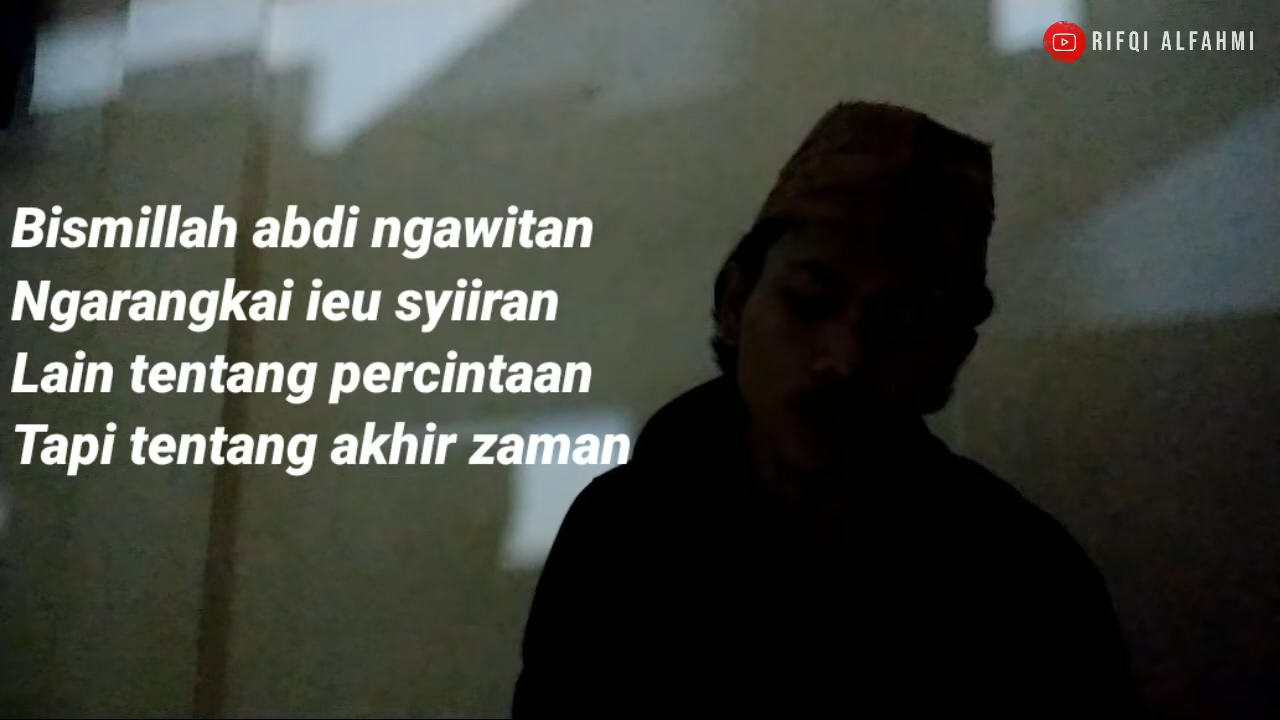 RIFQI ALFAHMI
Bismillah abdi ngawitan
Ngarangkai ieu syiiran
Lain tentang percintaan
Tapi tentang akhir zaman